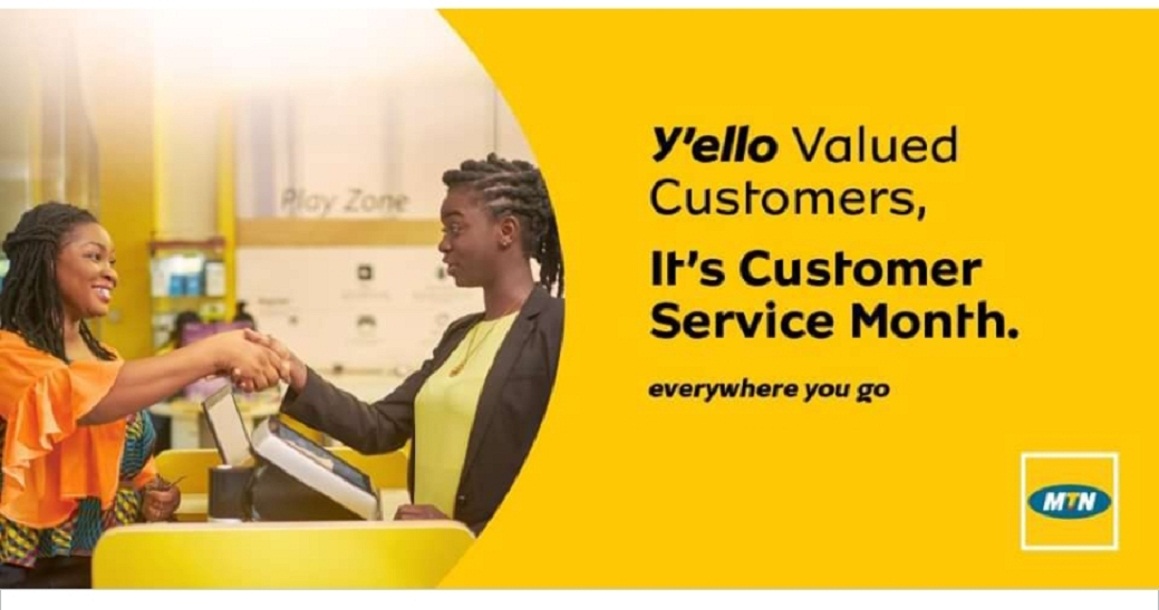 Play Zone
Y'ello Valued
Customers,
It's Customer
Service Month.
everywhere you go
MTN